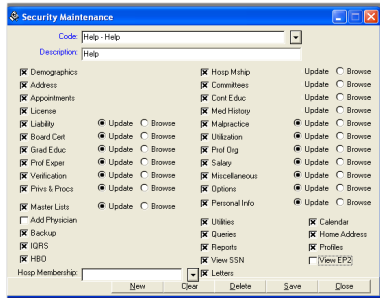 Security Maintenance
Code: Help - Help
Description: Help
Demographics
Address
Appointments
License
Liability Update Browse
Board Cert Update Browse
Grad Educ Update Browse
Prof Exper Update Browse
Verification Update Browse
Privs & Procs Update Browse
Master Lists Update Browse
Add Physician
Backup
IQRS
HBO
Hosp Membership:
Hosp Mship Update Browse
Committees Update Browse
Cont Educ Update Browse
Med History Update Browse
Malpractice Update Browse
Utilization Update Browse
Prof Org Update Browse
Salary Update Browse
Miscellaneous Update Browse
Options Update Browse
Personal Info Update Browse
Utilities
Queries
Reports
View SSN
Letters
Calendar
Home Address
Profiles
View EP2
New Clear Delete Save Close